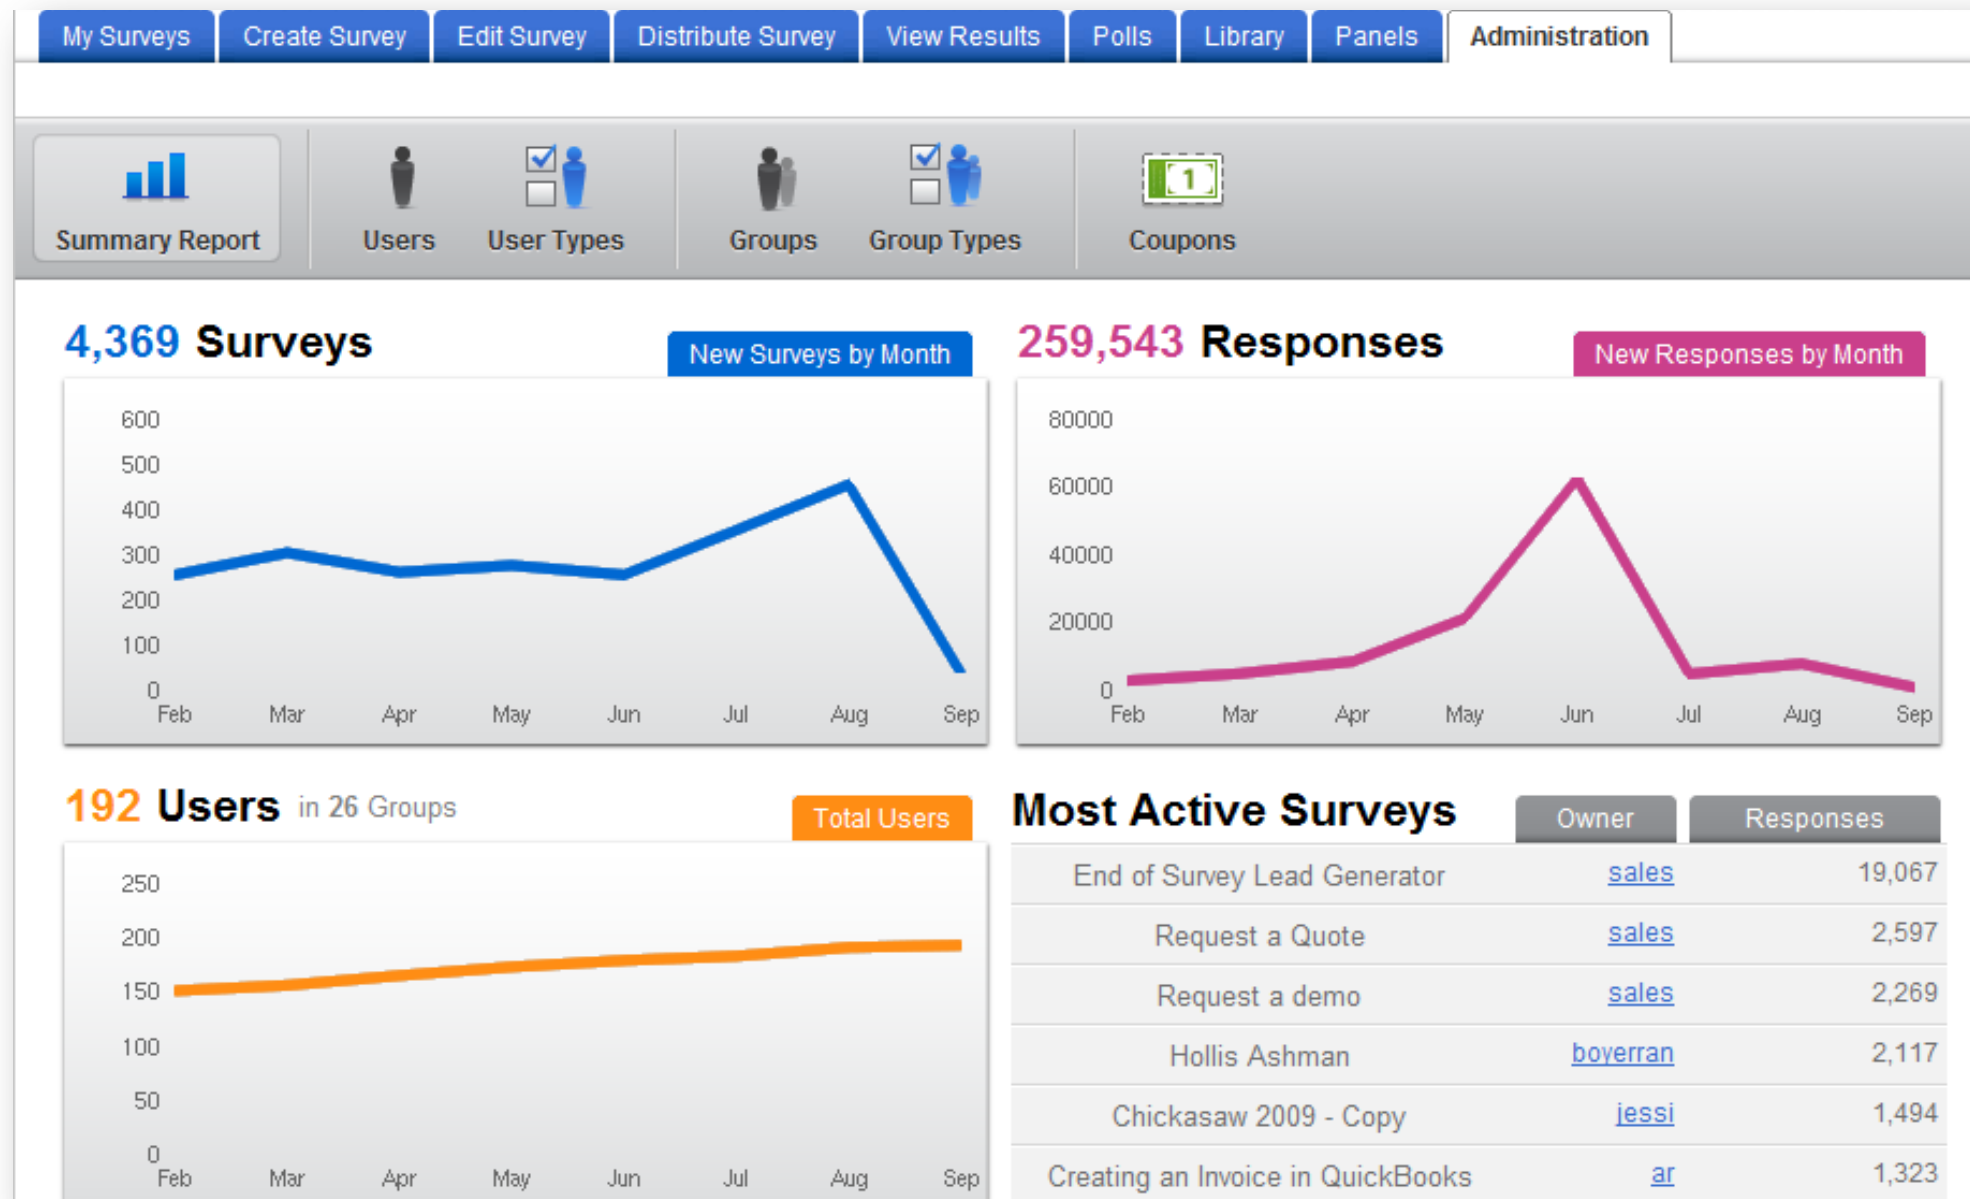 My Surveys Create Survey Edit Survey Distribute Survey View Results Polls Library Panels Administration
Summary Report Users User Types Groups Group Types Coupons
1
4,369 Surveys
New Surveys by Month
600
500
400
300
200
100
0
Feb Mar Apr May Jun Jul Aug Sep
259,543 Responses
New Responses by Month
80000
60000
40000
20000
0
Feb Mar Apr May Jun Jul Aug Sep
192 Users in 26 Groups
Total Users
250
200
150
100
50
0
Feb Mar Apr May Jun Jul Aug Sep
Most Active Surveys Owner Responses
End of Survey Lead Generator sales 19,067
Request a Quote sales 2,597
Request a demo sales 2,269
Hollis Ashman boyerran 2,117
Chickasaw 2009 - Copy jessi 1,494
Creating an Invoice in QuickBooks ar 1,323